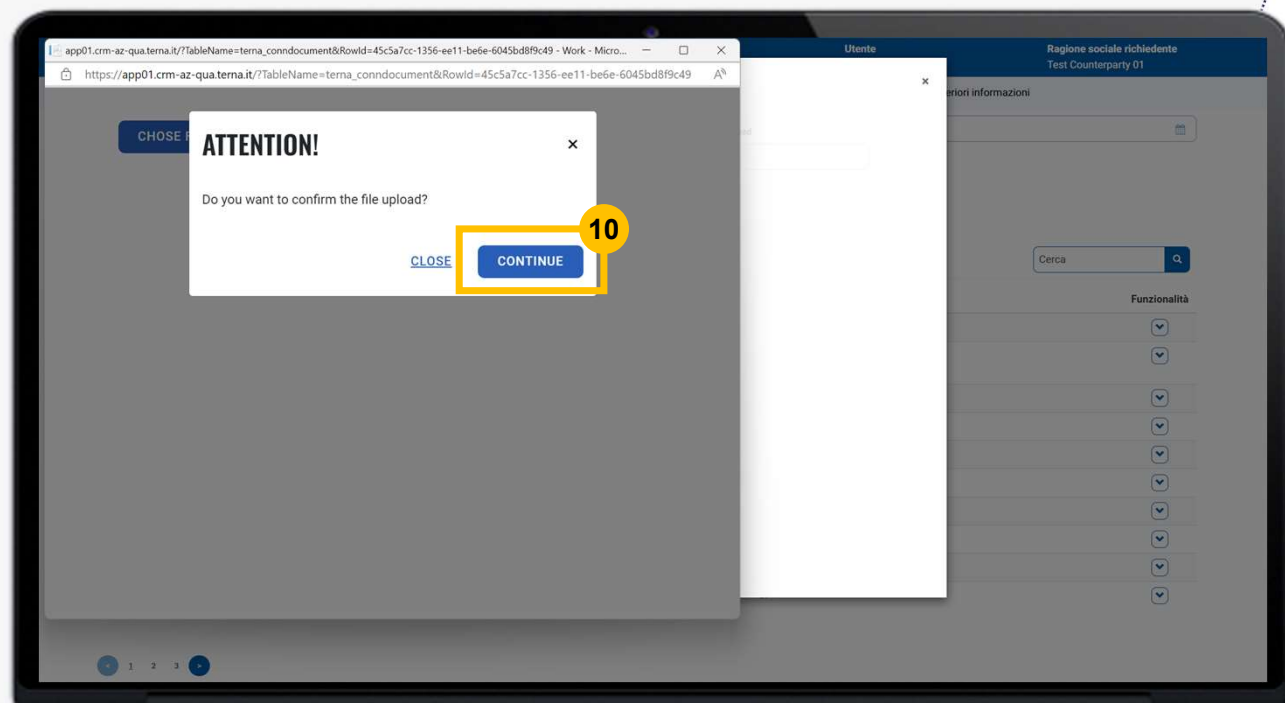 app01.crm-az-qua.terna.it/?TableName=terna_conndocument&RowId=45c5a7cc-1356-ee11-be6e-6045bd8f9c49 - Work - Micro...
https://app01.crm-az-qua.terna.it/?TableName=terna_conndocument&RowId=45c5a7cc-1356-ee11-be6e-6045bd8f9c49
Utente
Ragione sociale richiedente
Test Counterparty 01
eriori informazioni
CHOSE F
ATTENTION!
Do you want to confirm the file upload?
10
CLOSE
CONTINUE
Cerca
Funzionalità
1 2 3